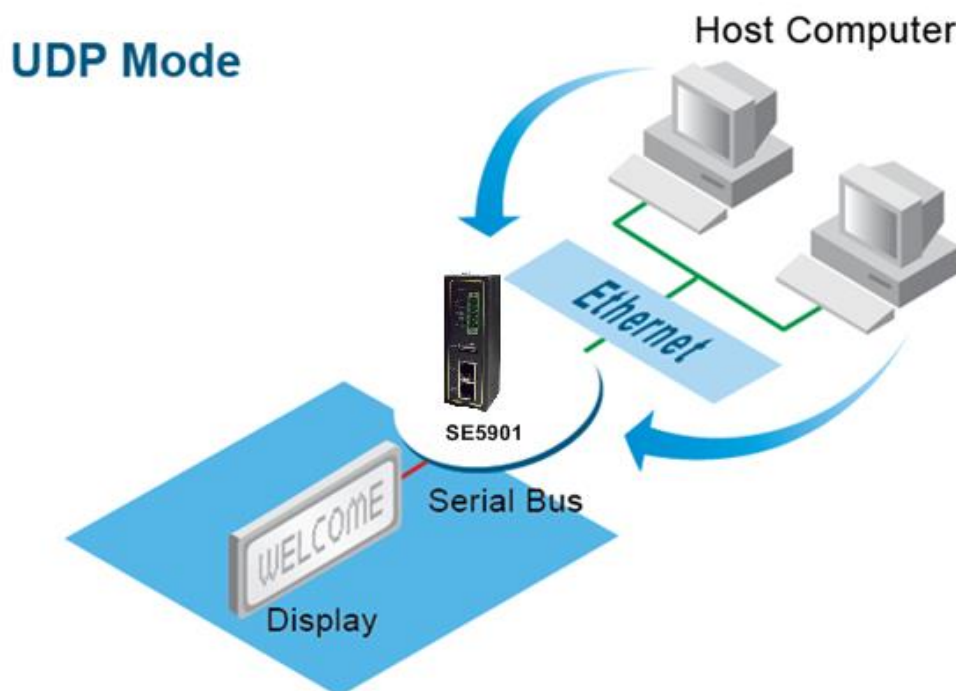 UDP Mode
Host Computer
Ethernet
SE5901
Serial Bus
WELCOME
Display